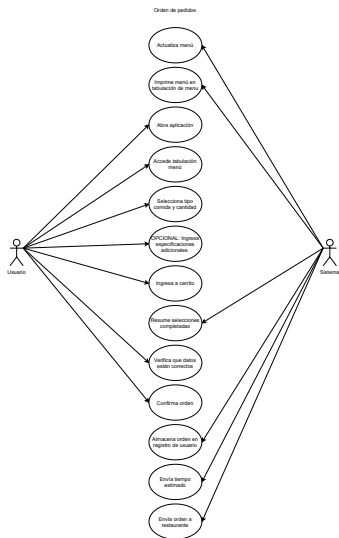 Orden de pedidos
Actualiza menú
Imprime menú en
tabulación de menu
Abre aplicación
Accede tabulación
menú
Selecciona tipo
comida y cantidad
OPCIONAL: Ingresa
especificaciones
adicionales
Usuario
Sistema
Ingresa a carrito
Resume selecciones
completadas
Verifica que datos
están correctos
Confirma orden
Almacena orden en
registro de usuario
Envía tiempo
estimado
Envía orden a
restaurante